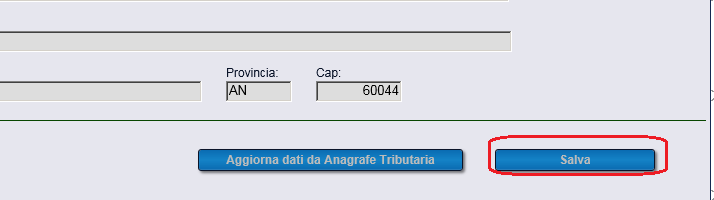 Provincia: Cap:
AN 60044
Aggiorna dati da Anagrafe Tributaria Salva